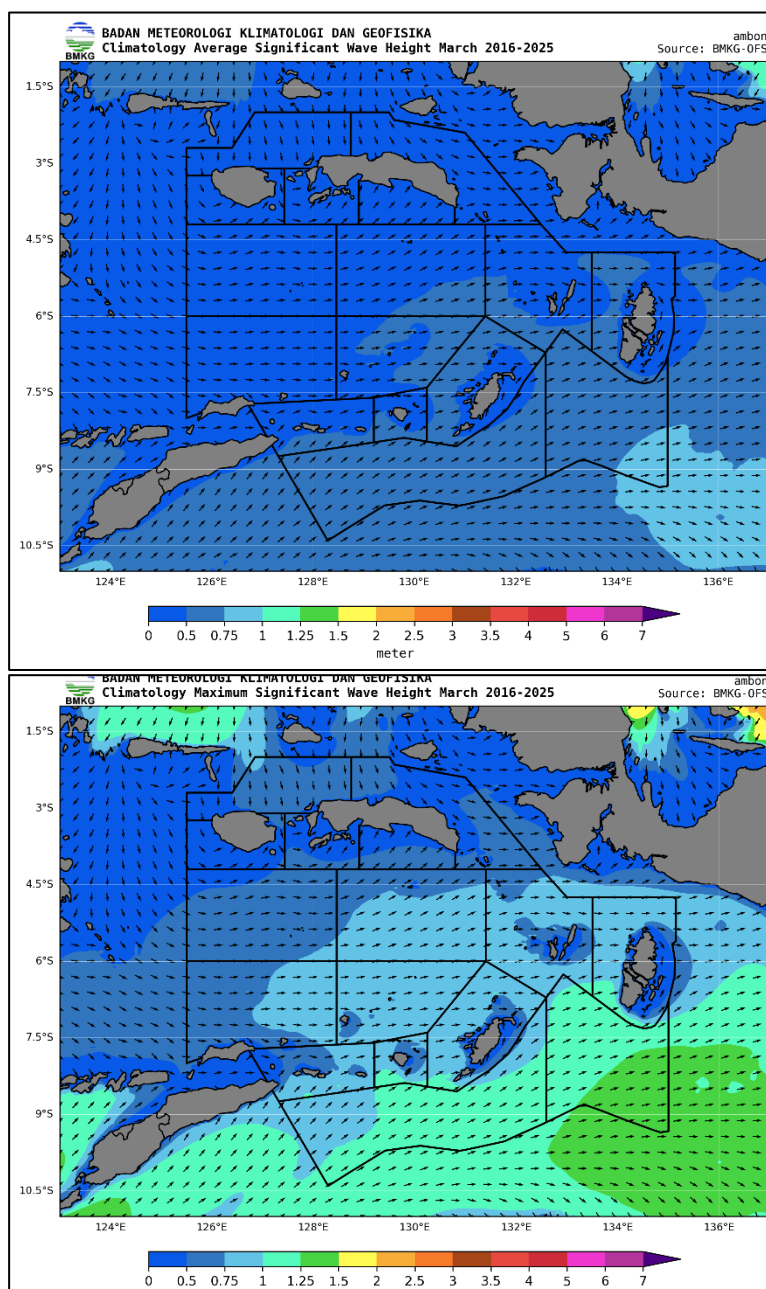 BADAN METEOROLOGI KLIMATOLOGI DAN GEOFISIKA
ambon
Climatology Average Significant Wave Height March 2016-2025
Source: BMKG-OFS
BMKG
1.5°S
3°S
4.5°S
6°S
7.5°S
9°S
10.5°S
124°E 126°E 128°E 130°E 132°E 134°E 136°E
0 0.5 0.75 1 1.25 1.5 2 2.5 3 3.5 4 5 6 7
meter
BADAN METEOROLOGI KLIMATOLOGI DAN GEOFISIKA
ambon
Climatology Maximum Significant Wave Height March 2016-2025
Source: BMKG-OFS
BMKG
1.5°S
3°S
4.5°S
6°S
7.5°S
9°S
10.5°S
124°E 126°E 128°E 130°E 132°E 134°E 136°E
0 0.5 0.75 1 1.25 1.5 2 2.5 3 3.5 4 5 6 7